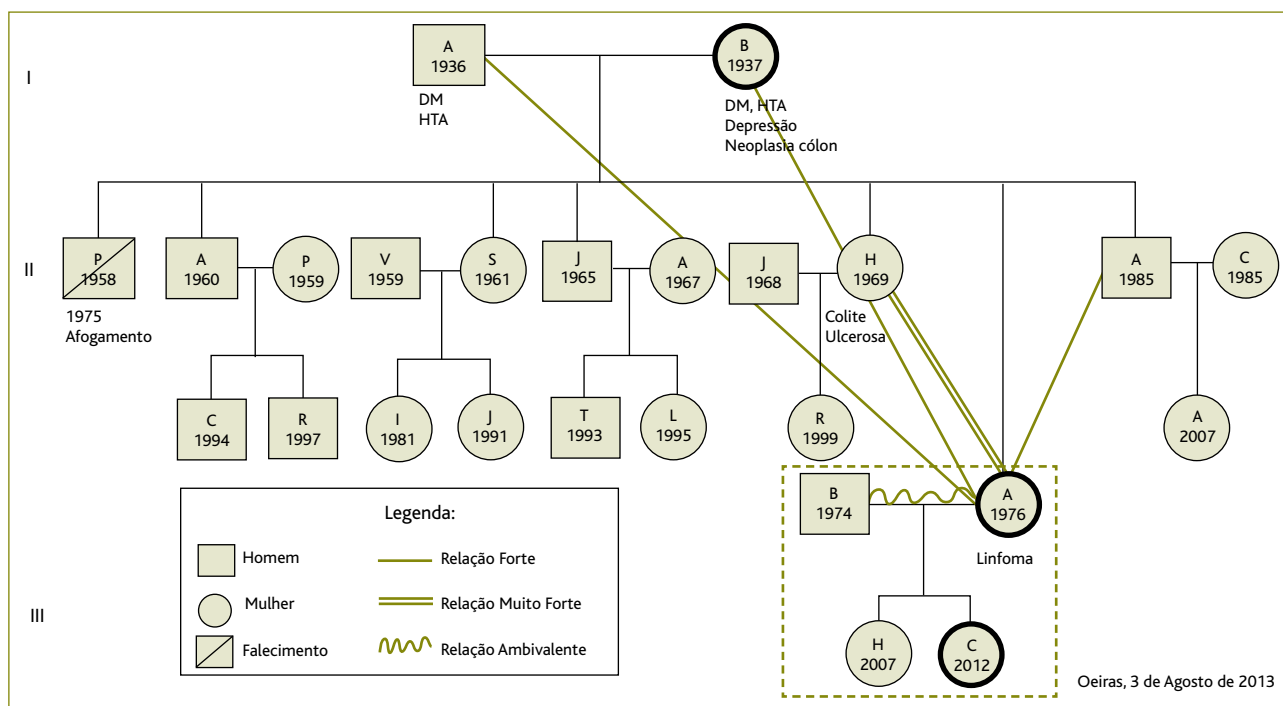 I
A
1936
DM
HTA
B
1937
DM, HTA
Depressão
Neoplasia cólon
II
P
1958
1975
Afogamento
A
1960
P
1959
V
1959
S
1961
J
1965
A
1967
J
1968
H
1969
Colite
Ulcerosa
A
1985
C
1985
C
1994
R
1997
I
1981
J
1991
T
1993
L
1995
R
1999
A
2007
B
1974
A
1976
Linfoma
III
H
2007
C
2012
Legenda:
Homem
Relação Forte
Mulher
Relação Muito Forte
Falecimento
Relação Ambivalente
Oeiras, 3 de Agosto de 2013